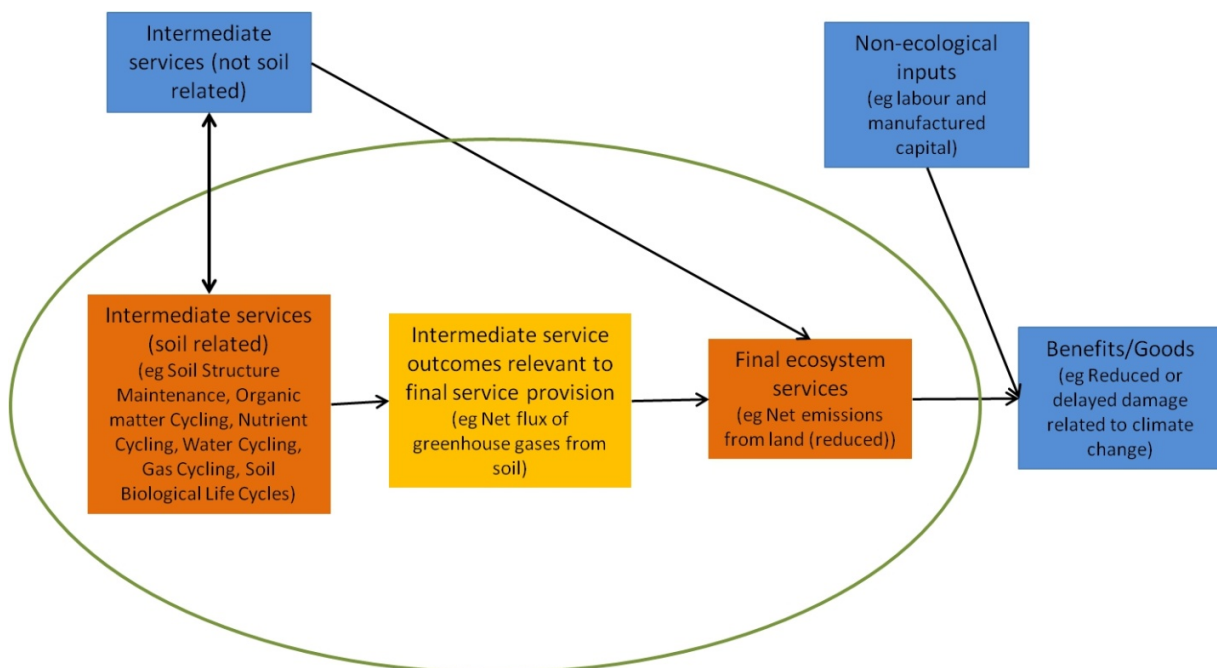 Intermediate
services (not soil
related)
Non-ecological
inputs
(eg labour and
manufactured
capital)
Intermediate services
(soil related)
(eg Soil Structure
Maintenance, Organic
matter Cycling, Nutrient
Cycling, Water Cycling,
Gas Cycling, Soil
Biological Life Cycles)
Intermediate service
outcomes relevant to
final service provision
(eg Net flux of
greenhouse gases from
soil)
Final ecosystem
services
(eg Net emissions
from land (reduced))
Benefits/Goods
(eg Reduced or
delayed damage
related to climate
change)